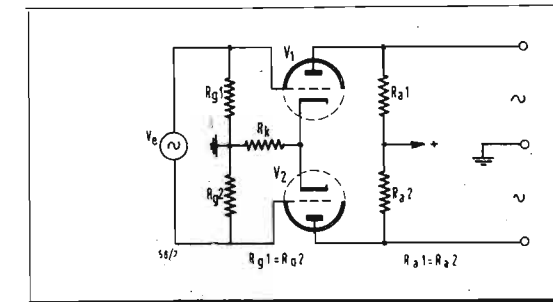 V1
Rg1
Ra1
Rk
Ve
~
+
~
V2
Rg2
Ra2
~
58/7
Rg1=Rg2
Ra1=Ra2